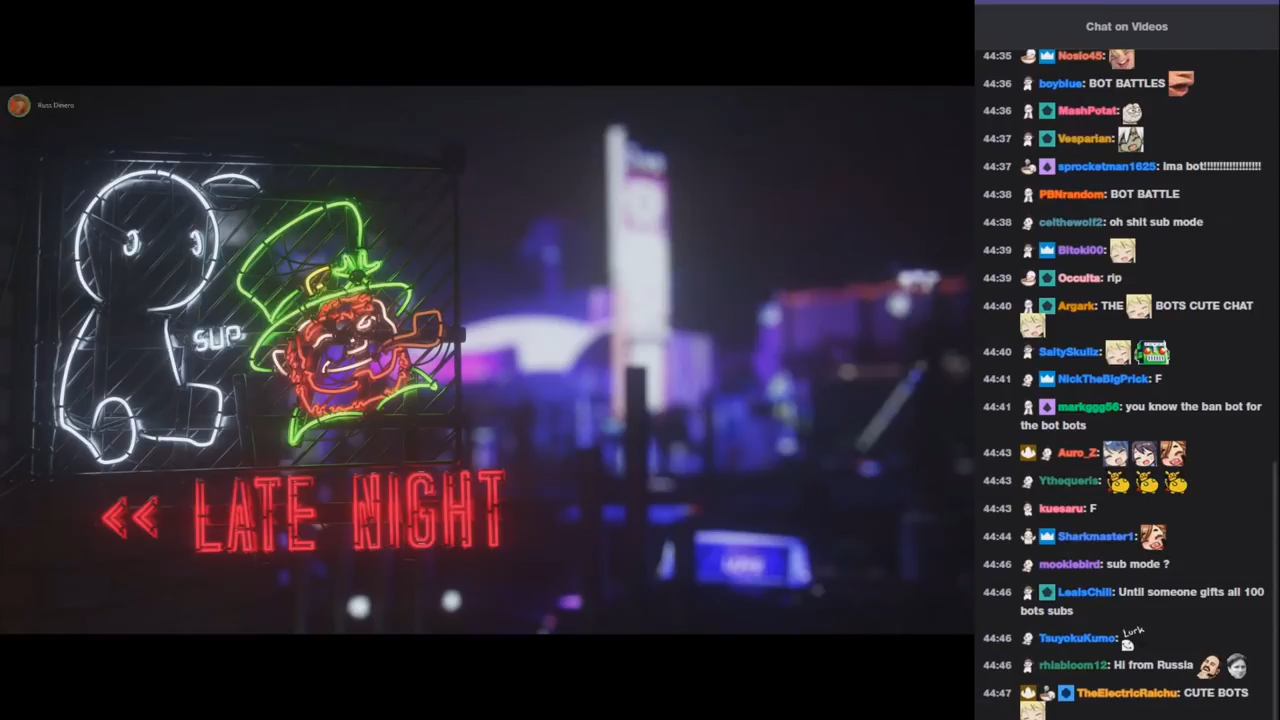 Chat on Videos
Russ Dinero
SUP.
<< LATE NIGHT
44:35 Nosio45:
44:36 boyblue: BOT BATTLES
44:36 MashPotat:
44:37 Vesparian:
44:37 sprocketman1625: Ima bot!!!!!!!!!!!!!!!!!!
44:38 PBNrandom: BOT BATTLE
44:38 celthewolf2: oh shit sub mode
44:39 Bitoki00:
44:39 Occulta: rip
44:40 Argark: THE BOTS CUTE CHAT
44:40 SaltySkullz:
44:41 NickTheBigPrick: F
44:41 markggg56: you know the ban bot for
the bot bots
44:43 Auro_Z:
44:43 Ythequeris:
44:43 kuesaru: F
44:44 Sharkmaster1:
44:46 mookiebird: sub mode ?
44:46 LealsChill: Until someone gifts all 100
bots subs
44:46 TsuyokuKumo: Lurk
44:46 rhiabloom12: Hi from Russia
44:47 TheElectricRaichu: CUTE BOTS